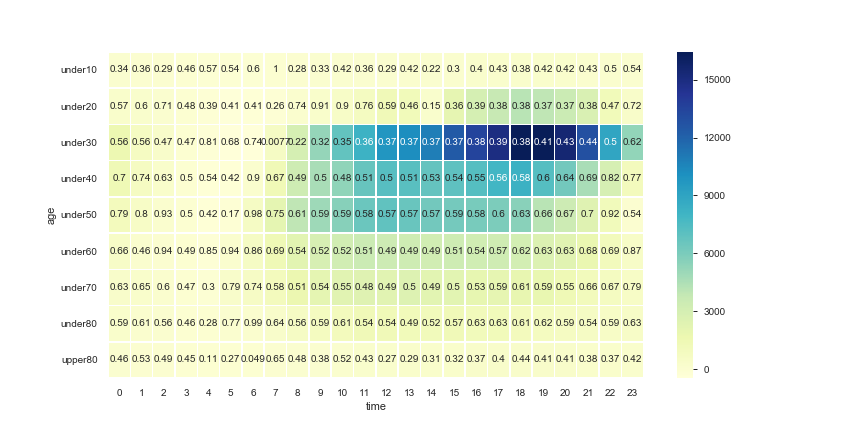 under10 0.34 0.36 0.29 0.46 0.57 0.54 0.6 1 0.28 0.33 0.42 0.36 0.29 0.42 0.22 0.3 0.4 0.43 0.38 0.42 0.42 0.43 0.5 0.54
15000
under20 0.57 0.6 0.71 0.48 0.39 0.41 0.41 0.26 0.74 0.91 0.9 0.76 0.59 0.46 0.15 0.36 0.39 0.38 0.38 0.37 0.37 0.38 0.47 0.72
under30 0.56 0.56 0.47 0.47 0.81 0.68 0.74 0.0077 0.22 0.32 0.35 0.36 0.37 0.37 0.37 0.37 0.38 0.39 0.38 0.41 0.43 0.44 0.5 0.62
12000
under40 0.7 0.74 0.63 0.5 0.54 0.42 0.9 0.67 0.49 0.5 0.48 0.51 0.5 0.51 0.53 0.54 0.55 0.56 0.58 0.6 0.64 0.69 0.82 0.77
9000
age
under50 0.79 0.8 0.93 0.5 0.42 0.17 0.98 0.75 0.61 0.59 0.59 0.58 0.57 0.57 0.57 0.59 0.58 0.6 0.63 0.66 0.67 0.7 0.92 0.54
under60 0.66 0.46 0.94 0.49 0.85 0.94 0.86 0.69 0.54 0.52 0.52 0.51 0.49 0.49 0.49 0.51 0.54 0.57 0.62 0.63 0.63 0.68 0.69 0.87
6000
under70 0.63 0.65 0.6 0.47 0.3 0.79 0.74 0.58 0.51 0.54 0.55 0.48 0.49 0.5 0.49 0.5 0.53 0.59 0.61 0.59 0.55 0.66 0.67 0.79
3000
under80 0.59 0.61 0.56 0.46 0.28 0.77 0.99 0.64 0.56 0.59 0.61 0.54 0.54 0.49 0.52 0.57 0.63 0.63 0.61 0.62 0.59 0.54 0.59 0.63
upper80 0.46 0.53 0.49 0.45 0.11 0.27 0.049 0.65 0.48 0.38 0.52 0.43 0.27 0.29 0.31 0.32 0.37 0.4 0.44 0.41 0.41 0.38 0.37 0.42
0
0 1 2 3 4 5 6 7 8 9 10 11 12 13 14 15 16 17 18 19 20 21 22 23
time